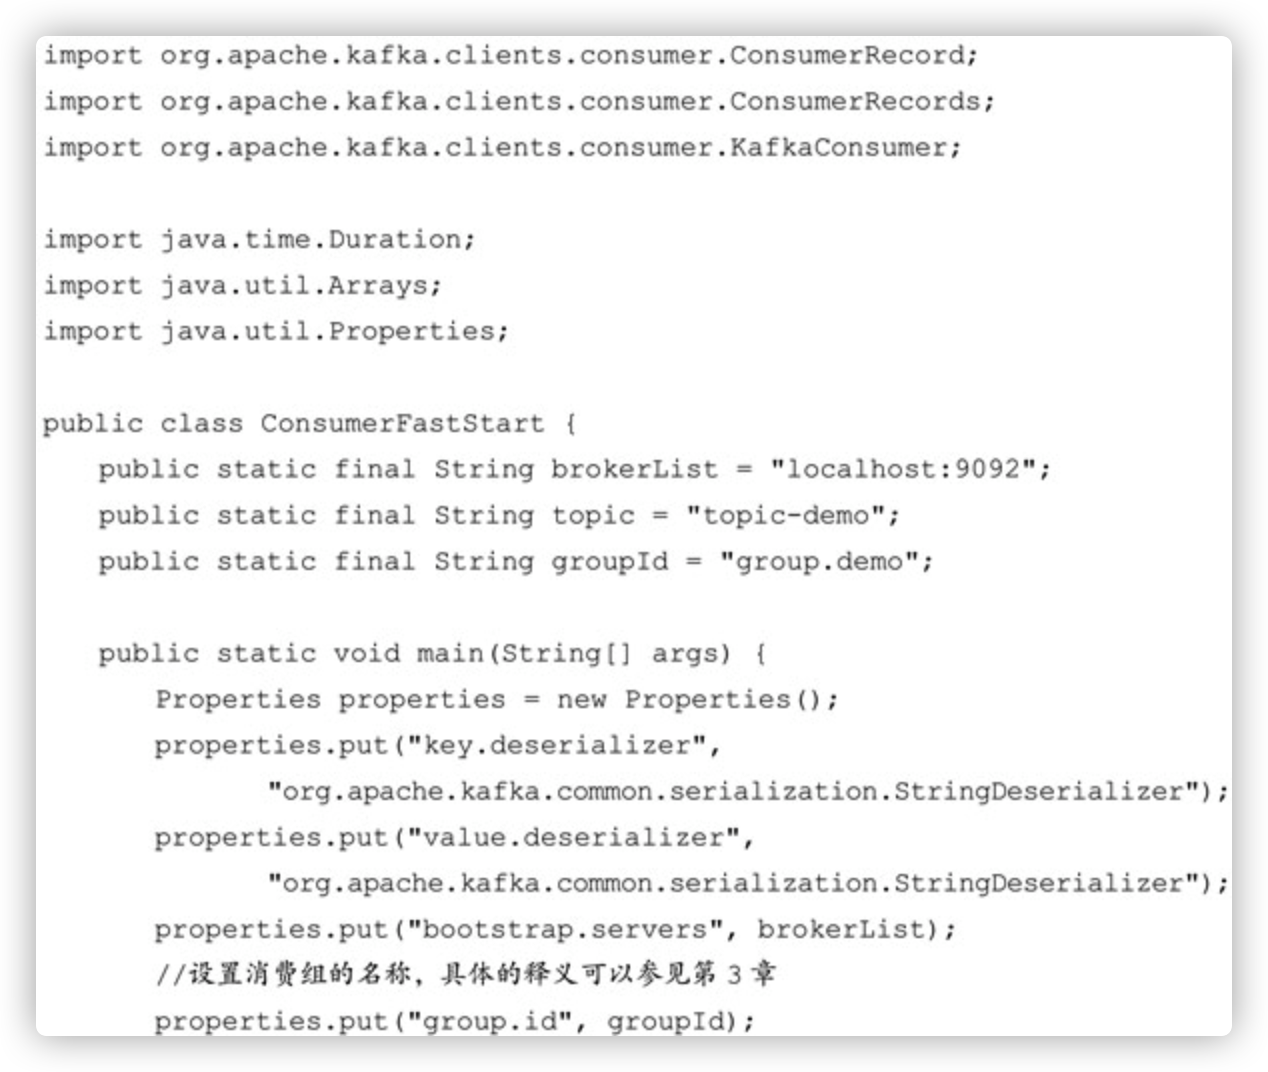 import org.apache.kafka.clients.consumer.ConsumerRecord;
import org.apache.kafka.clients.consumer.ConsumerRecords;
import org.apache.kafka.clients.consumer.KafkaConsumer;

import java.time.Duration;
import java.util.Arrays;
import java.util.Properties;

public class ConsumerFastStart {
    public static final String brokerList = "localhost:9092";
    public static final String topic = "topic-demo";
    public static final String groupId = "group.demo";

    public static void main(String[] args) {
        Properties properties = new Properties();
        properties.put("key.deserializer",
                "org.apache.kafka.common.serialization.StringDeserializer");
        properties.put("value.deserializer",
                "org.apache.kafka.common.serialization.StringDeserializer");
        properties.put("bootstrap.servers", brokerList);
        //设置消费组的名称，具体的释义可以参见第 3 章
        properties.put("group.id", groupId);